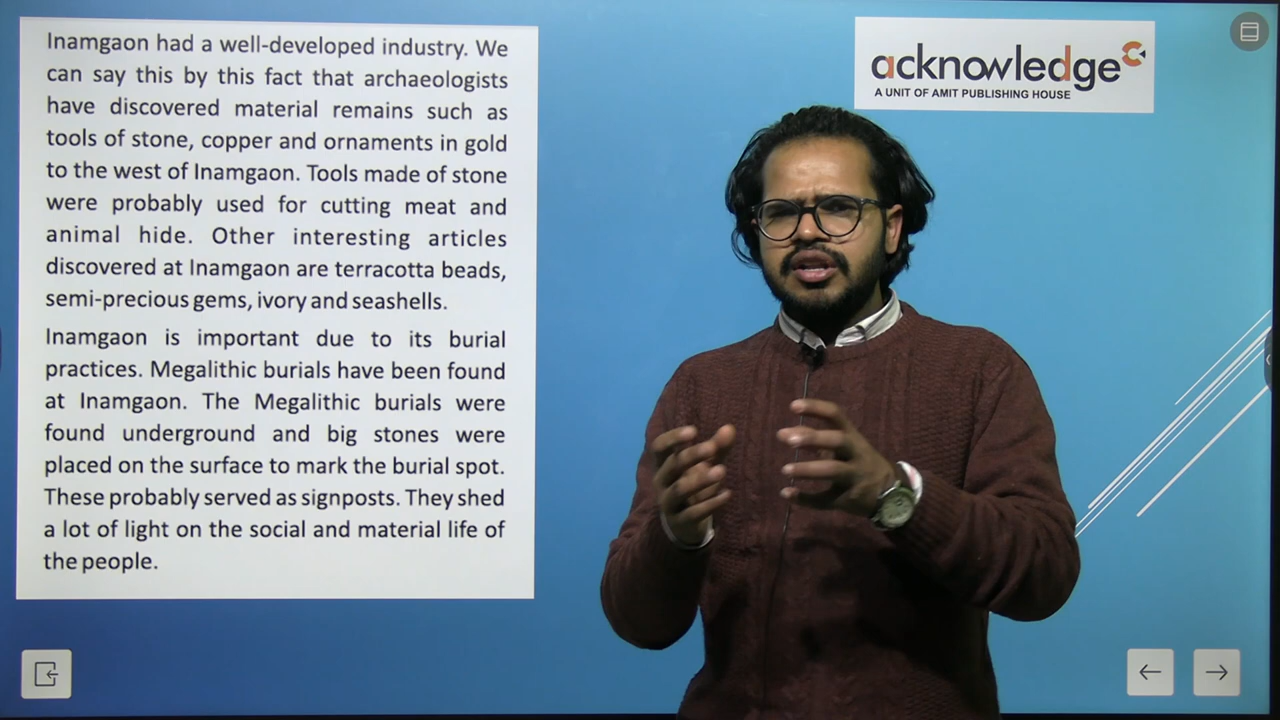 Inamgaon had a well-developed industry. We
can say this by this fact that archaeologists
have discovered material remains such as
tools of stone, copper and ornaments in gold
to the west of Inamgaon. Tools made of stone
were probably used for cutting meat and
animal hide. Other interesting articles
discovered at Inamgaon are terracotta beads,
semi-precious gems, ivory and seashells.
Inamgaon is important due to its burial
practices. Megalithic burials have been found
at Inamgaon. The Megalithic burials were
found underground and big stones were
placed on the surface to mark the burial spot.
These probably served as signposts. They shed
a lot of light on the social and material life of
the people.
acknowledge
A UNIT OF AMIT PUBLISHING HOUSE